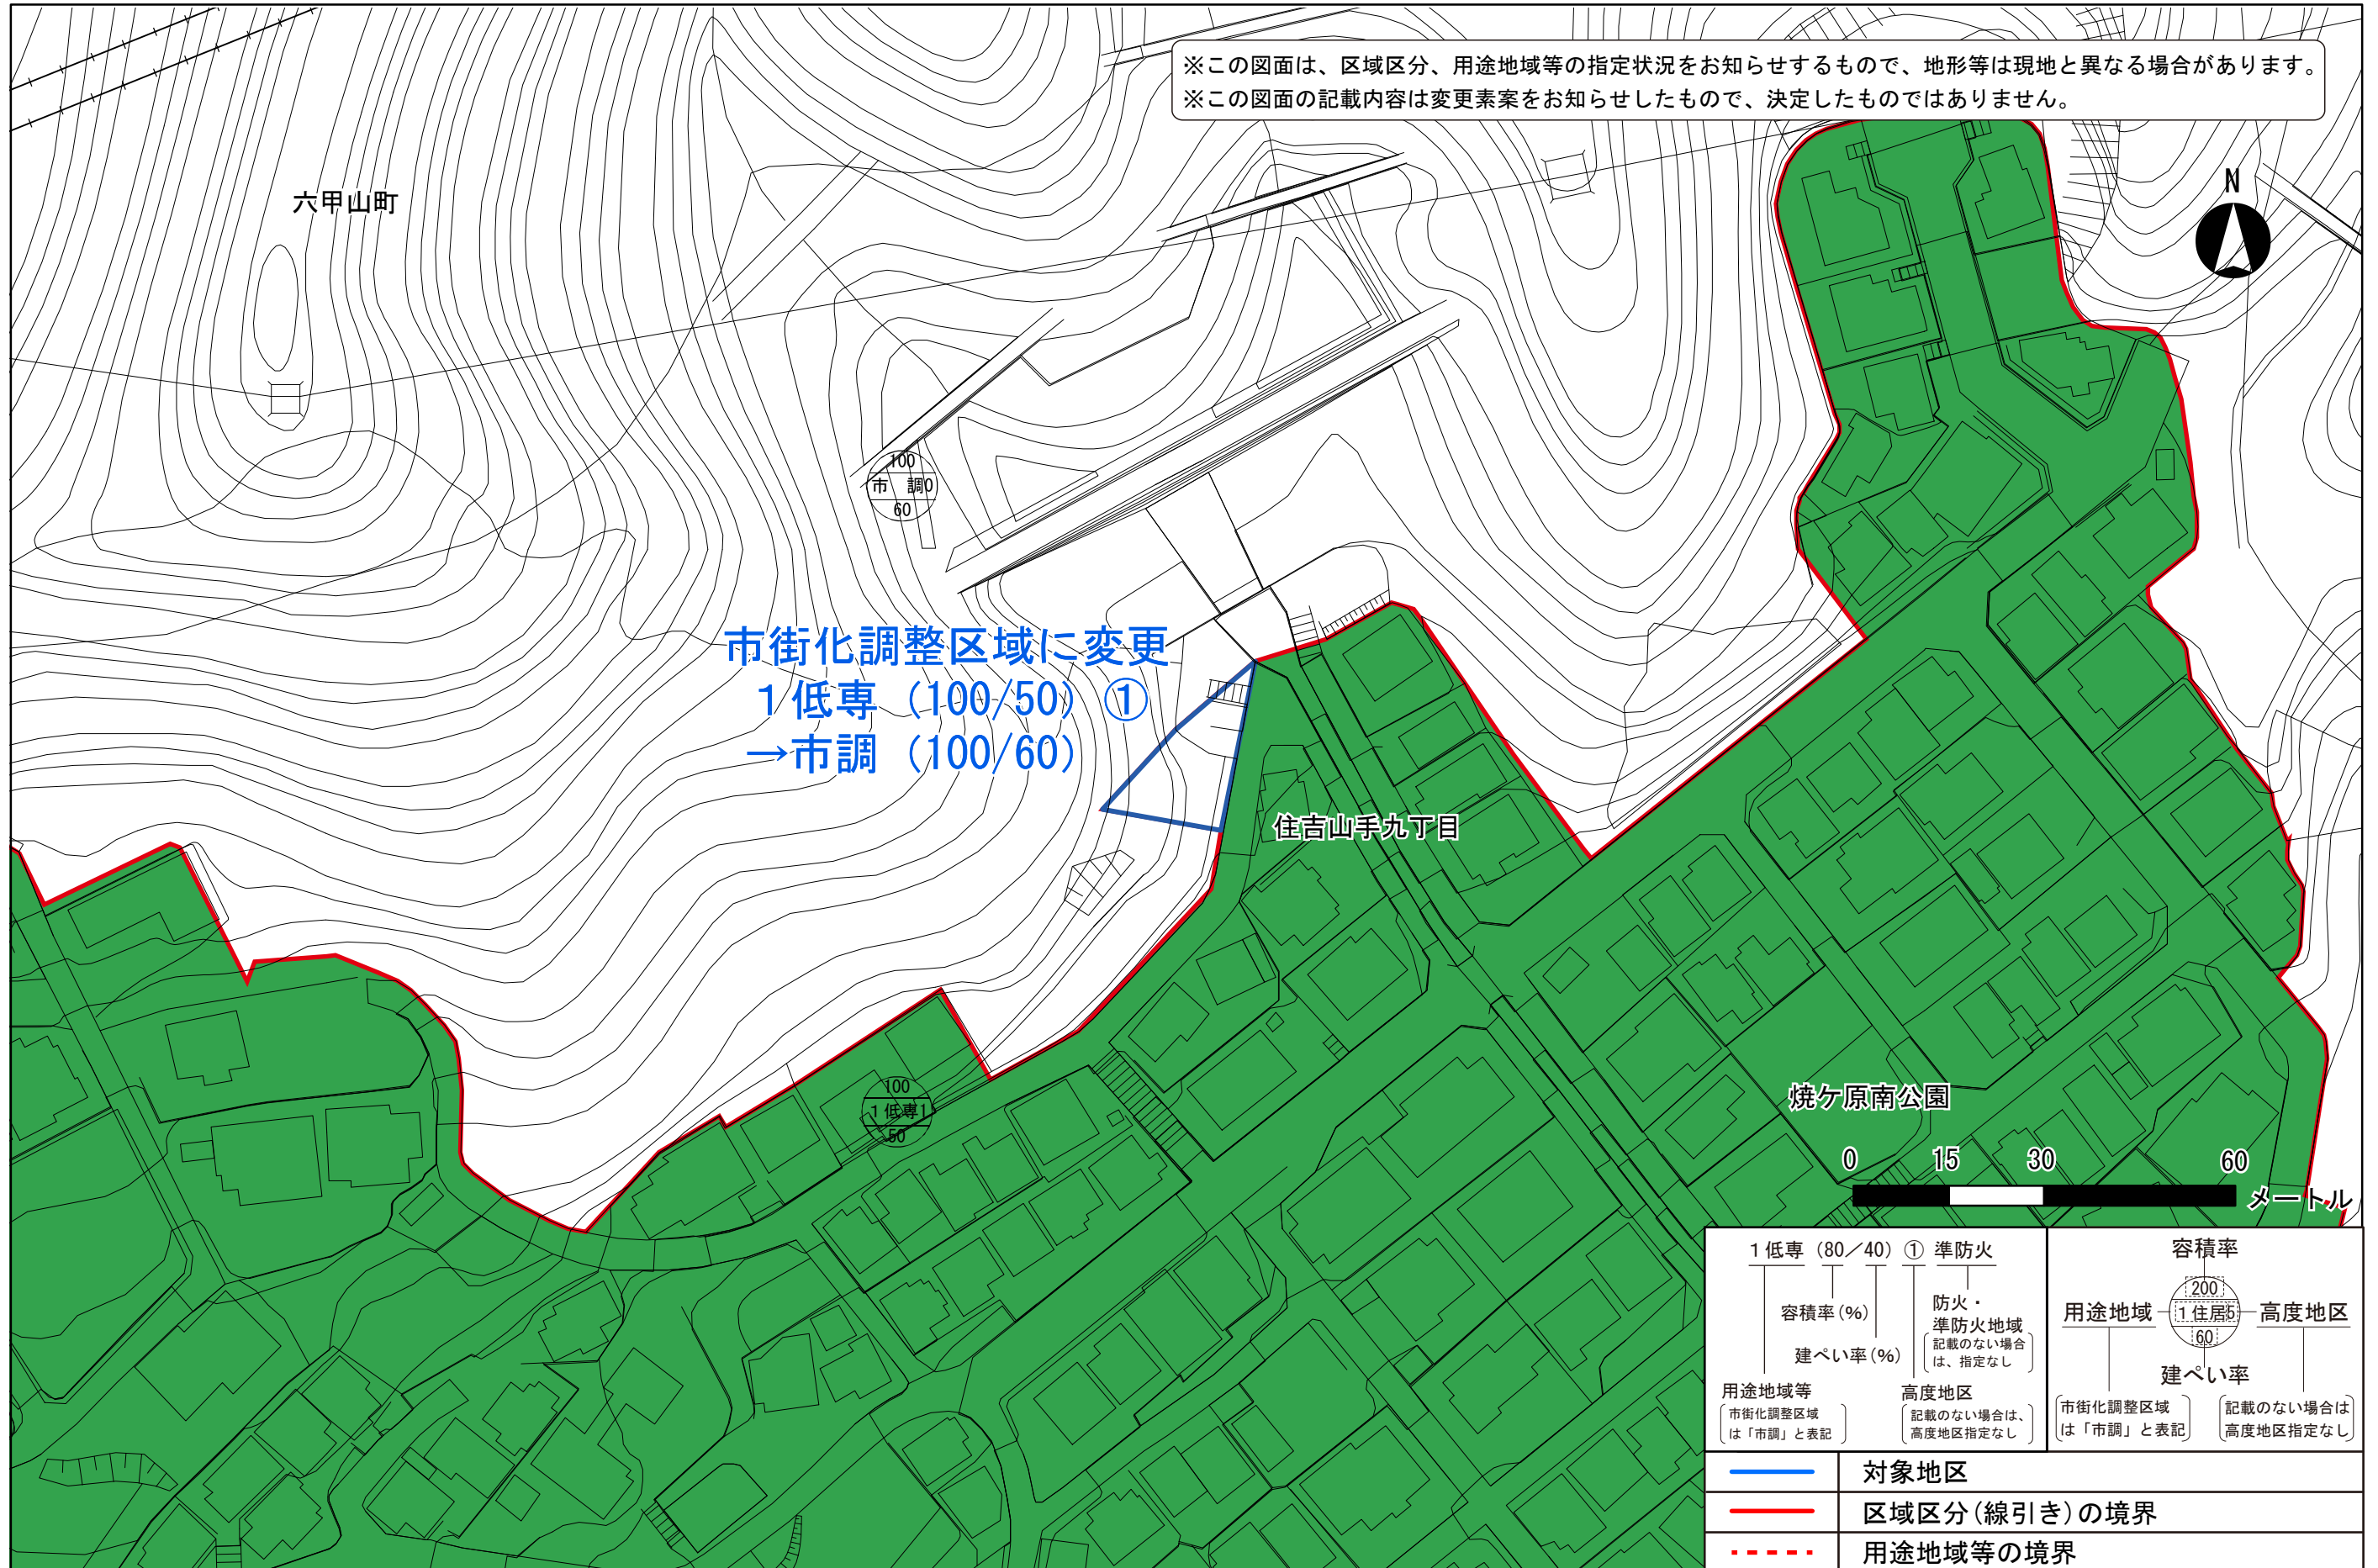 ※この図面は、区域区分、用途地域等の指定状況をお知らせするもので、地形等は現地と異なる場合があります。
※この図面の記載内容は変更素案をお知らせしたもので、決定したものではありません。
六甲山町
N
100
市 調0
60
市街化調整区域に変更
1低専 (100/50) ①
→市調 (100/60)
住吉山手九丁目
100
1低専1
50
焼ケ原南公園
0 15 30 60
メートル
1低専 (80/40) ① 準防火
容積率(%)
建ぺい率(%)
防火・
準防火地域
記載のない場合
は、指定なし
用途地域等
市街化調整区域
は「市調」と表記
高度地区
記載のない場合は、
高度地区指定なし
容積率
200
用途地域 1住居5 高度地区
60
建ぺい率
市街化調整区域
は「市調」と表記
記載のない場合は
高度地区指定なし
対象地区
区域区分(線引き)の境界
用途地域等の境界